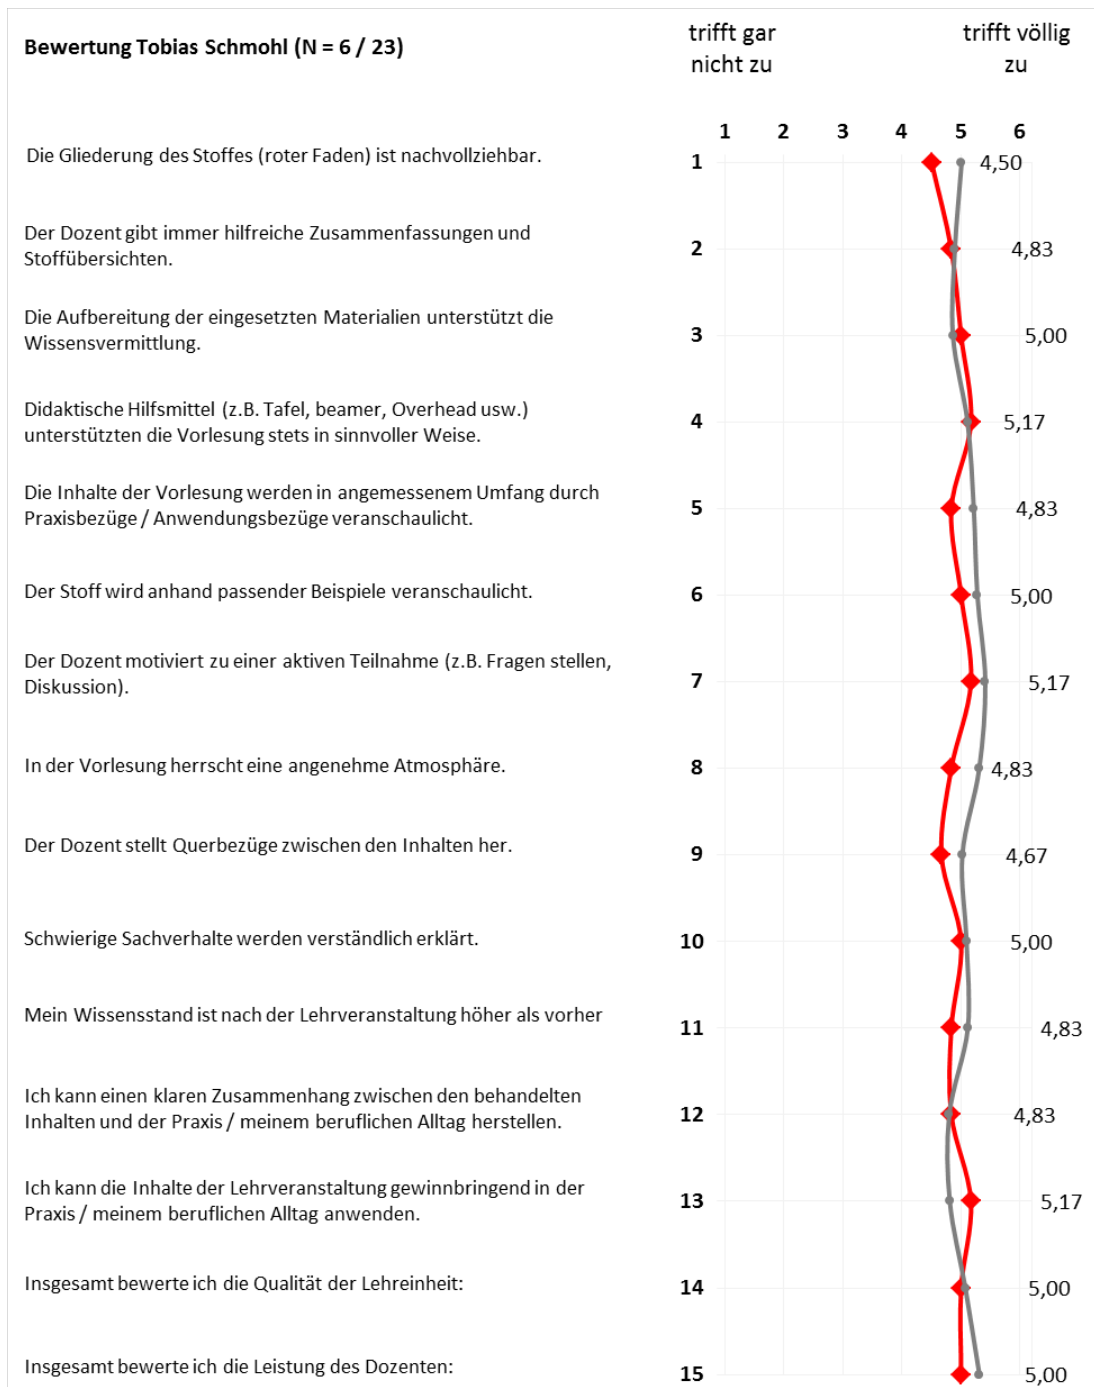 Bewertung Tobias Schmohl (N = 6 / 23)
trifft gar
nicht zu
trifft völlig
zu
1 2 3 4 5 6
Die Gliederung des Stoffes (roter Faden) ist nachvollziehbar.
1
4,50
Der Dozent gibt immer hilfreiche Zusammenfassungen und
Stoffübersichten.
2
4,83
Die Aufbereitung der eingesetzten Materialien unterstützt die
Wissensvermittlung.
3
5,00
Didaktische Hilfsmittel (z.B. Tafel, beamer, Overhead usw.)
unterstützten die Vorlesung stets in sinnvoller Weise.
4
5,17
Die Inhalte der Vorlesung werden in angemessenem Umfang durch
Praxisbezüge / Anwendungsbezüge veranschaulicht.
5
4,83
Der Stoff wird anhand passender Beispiele veranschaulicht.
6
5,00
Der Dozent motiviert zu einer aktiven Teilnahme (z.B. Fragen stellen,
Diskussion).
7
5,17
In der Vorlesung herrscht eine angenehme Atmosphäre.
8
4,83
Der Dozent stellt Querbezüge zwischen den Inhalten her.
9
4,67
Schwierige Sachverhalte werden verständlich erklärt.
10
5,00
Mein Wissensstand ist nach der Lehrveranstaltung höher als vorher
11
4,83
Ich kann einen klaren Zusammenhang zwischen den behandelten
Inhalten und der Praxis / meinem beruflichen Alltag herstellen.
12
4,83
Ich kann die Inhalte der Lehrveranstaltung gewinnbringend in der
Praxis / meinem beruflichen Alltag anwenden.
13
5,17
Insgesamt bewerte ich die Qualität der Lehreinheit:
14
5,00
Insgesamt bewerte ich die Leistung des Dozenten:
15
5,00